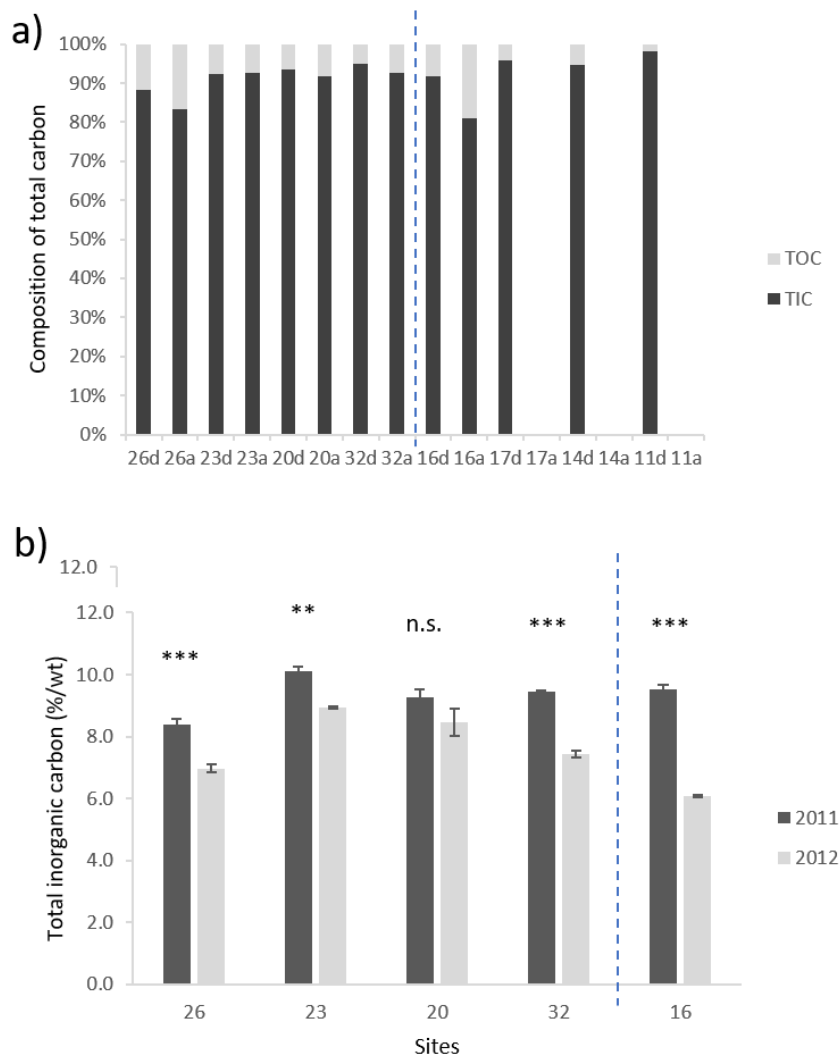 a)
Composition of total carbon
100%
90%
80%
70%
60%
50%
40%
30%
20%
10%
0%
26d 26a 23d 23a 20d 20a 32d 32a 16d 16a 17d 17a 14d 14a 11d 11a
TOC
TIC
b)
Total inorganic carbon (%/wt)
12.0
12.0
10.0
8.0
6.0
4.0
2.0
0.0
*** ** n.s. *** ***
26 23 20 32 16
Sites
2011
2012